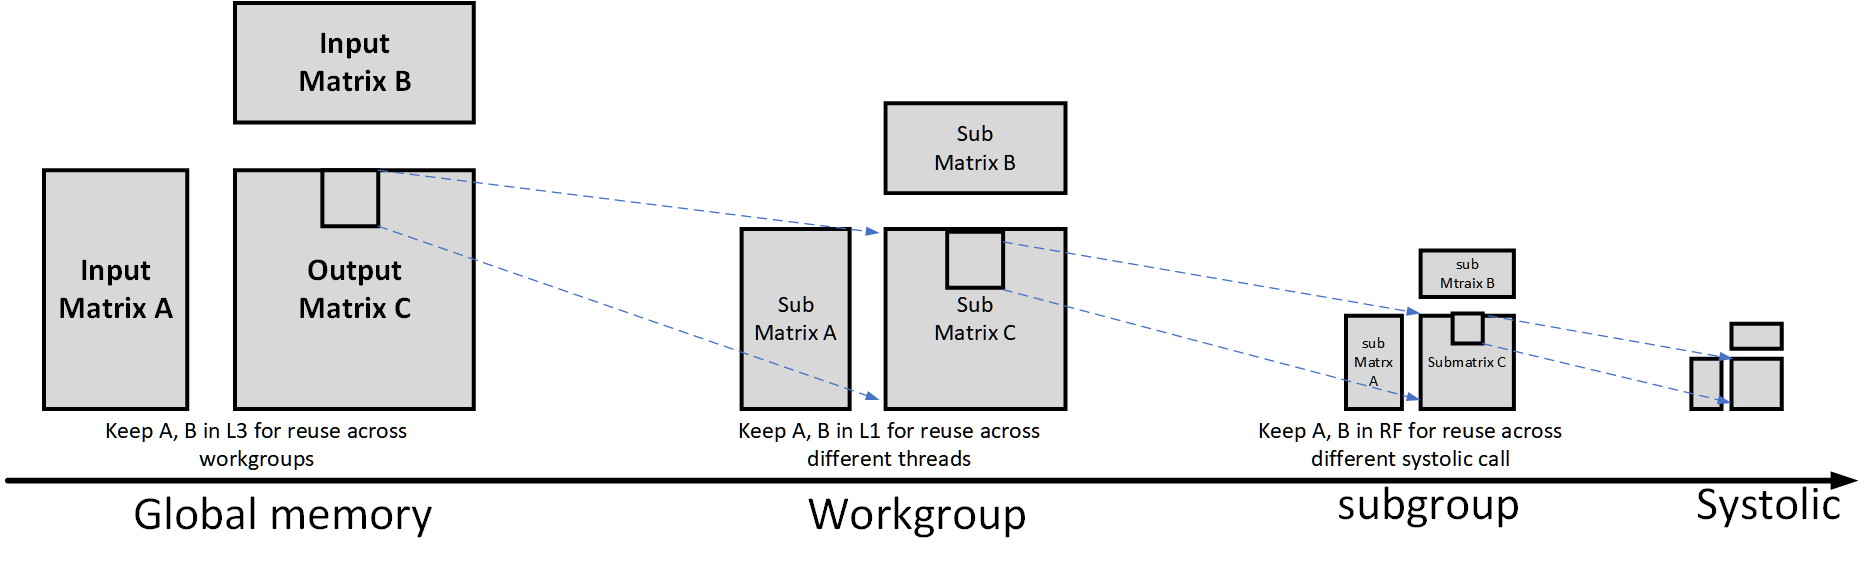 Input
Matrix B
Input
Matrix A
Output
Matrix C
Keep A, B in L3 for reuse across
workgroups
Global memory
Sub
Matrix B
Sub
Matrix A
Sub
Matrix C
Keep A, B in L1 for reuse across
different threads
Workgroup
sub
Mtraix B
sub
Matrx
A
Submatrix C
Keep A, B in RF for reuse across
different systolic call
subgroup
Systolic